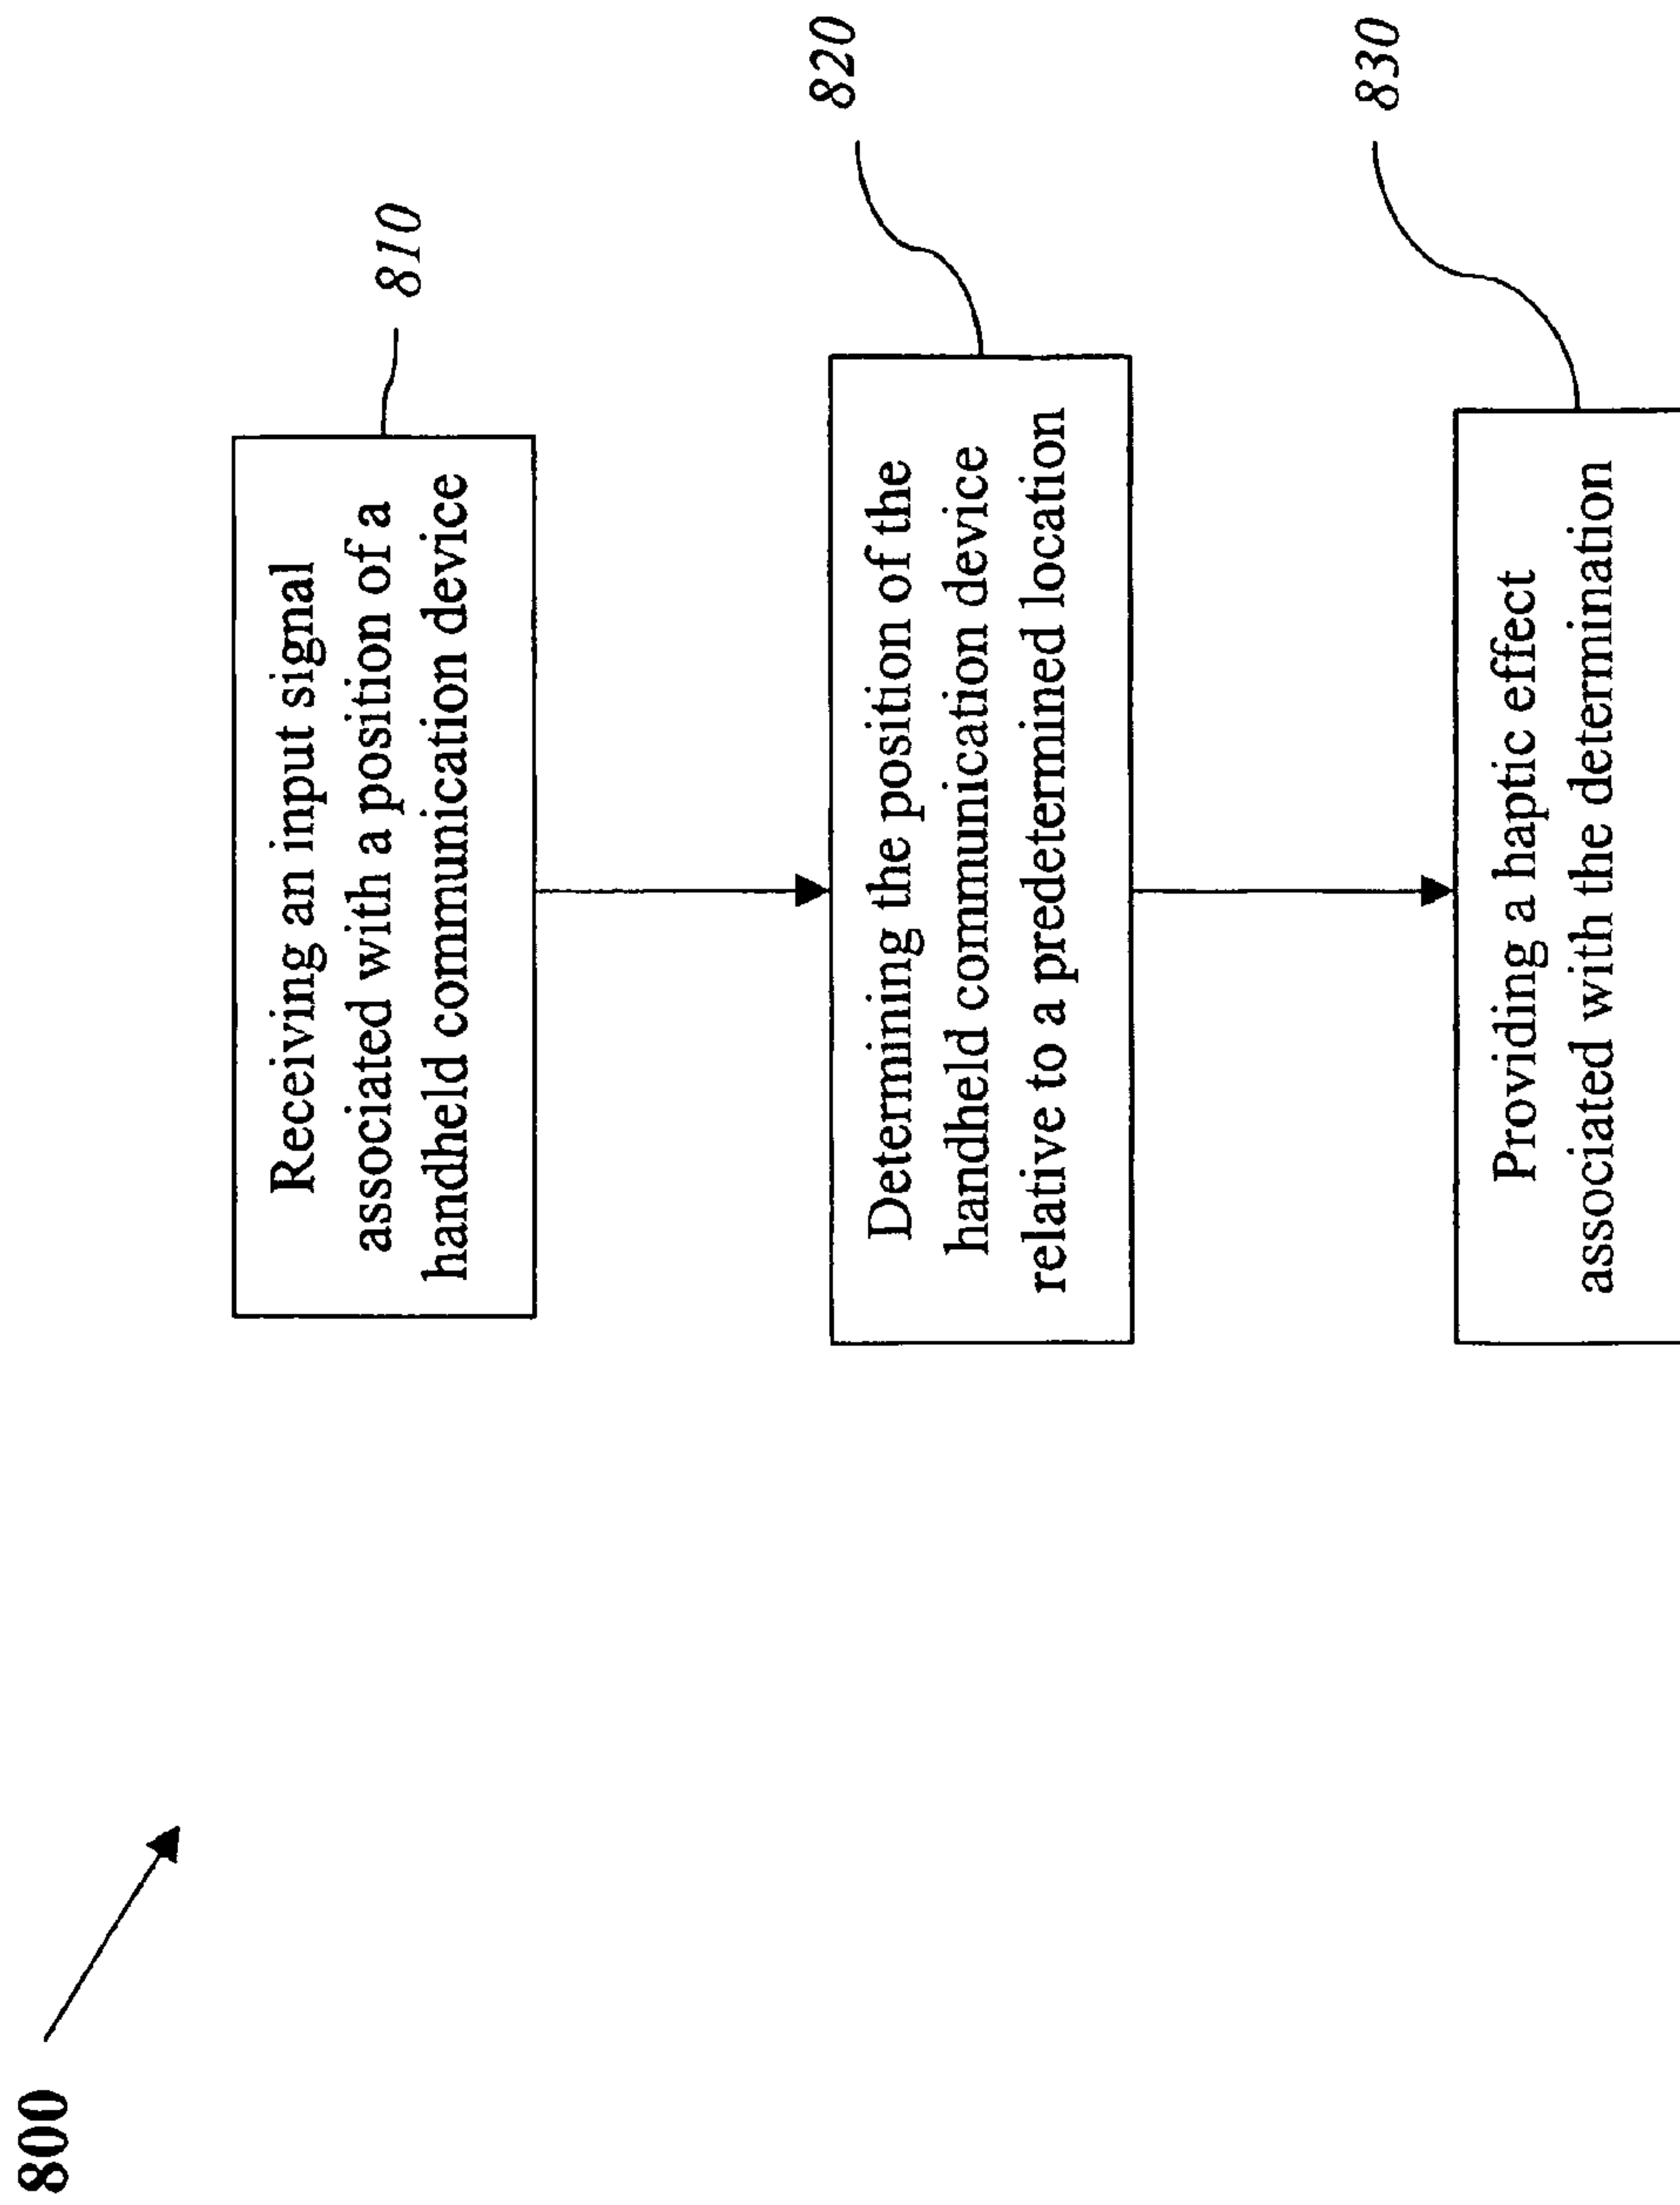 800
Receiving an input signal
associated with a position of a
handheld communication device
810
Determining the position of the
handheld communication device
relative to a predetermined location
820
Providing a haptic effect
associated with the determination
830